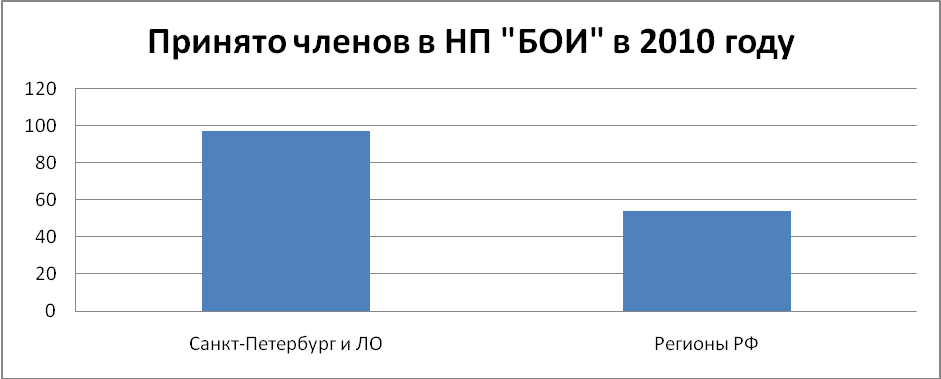 Принято членов в НП "БОИ" в 2010 году
120
100
80
60
40
20
0
Санкт-Петербург и ЛО
Регионы РФ